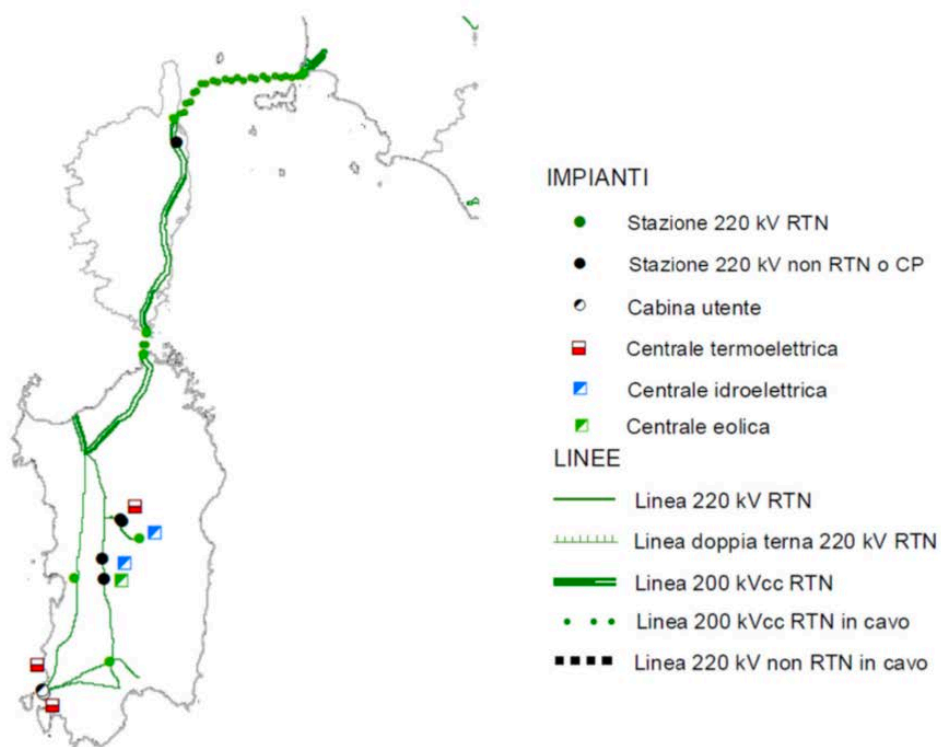 IMPIANTI
Stazione 220 kV RTN
Stazione 220 kV non RTN o CP
Cabina utente
Centrale termoelettrica
Centrale idroelettrica
Centrale eolica
LINEE
Linea 220 kV RTN
Linea doppia terna 220 kV RTN
Linea 200 kVcc RTN
Linea 200 kVcc RTN in cavo
Linea 220 kV non RTN in cavo